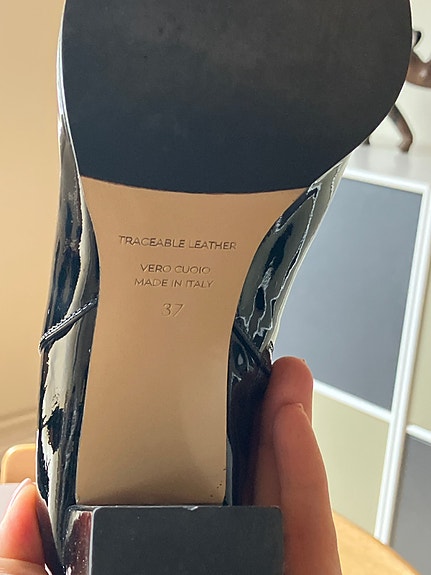 TRACEABLE LEATHER
VERO CUOIO
MADE IN ITALY
37